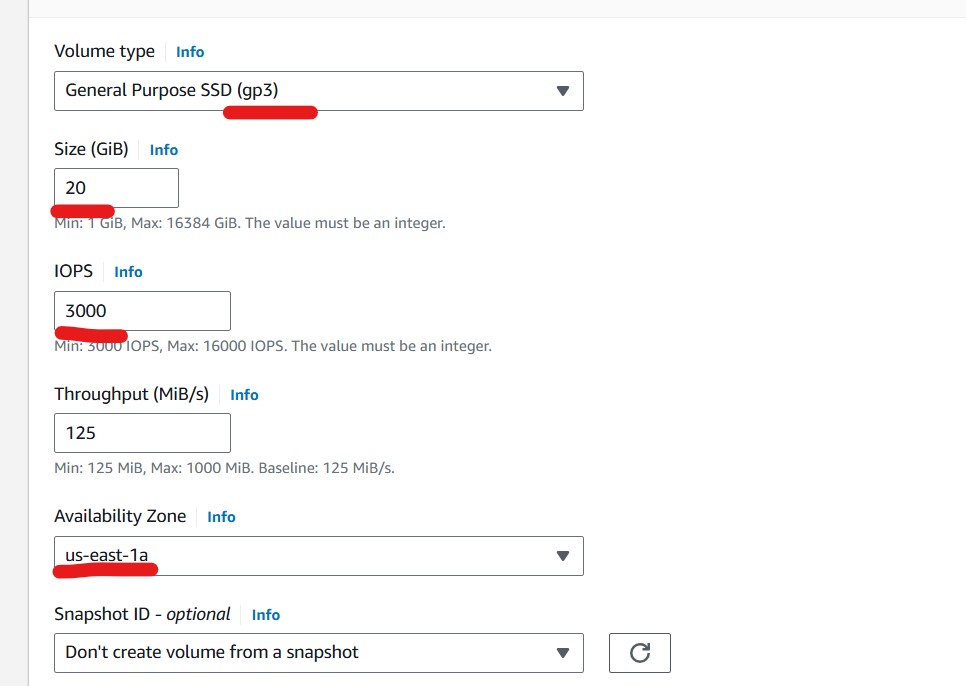 Volume type Info
General Purpose SSD (gp3)
Size (GiB) Info
20
Min: 1 GiB, Max: 16384 GiB. The value must be an integer.
IOPS Info
3000
Min: 3000 IOPS, Max: 16000 IOPS. The value must be an integer.
Throughput (MiB/s) Info
125
Min: 125 MiB, Max: 1000 MiB. Baseline: 125 MiB/s.
Availability Zone Info
us-east-1a
Snapshot ID - optional Info
Don't create volume from a snapshot